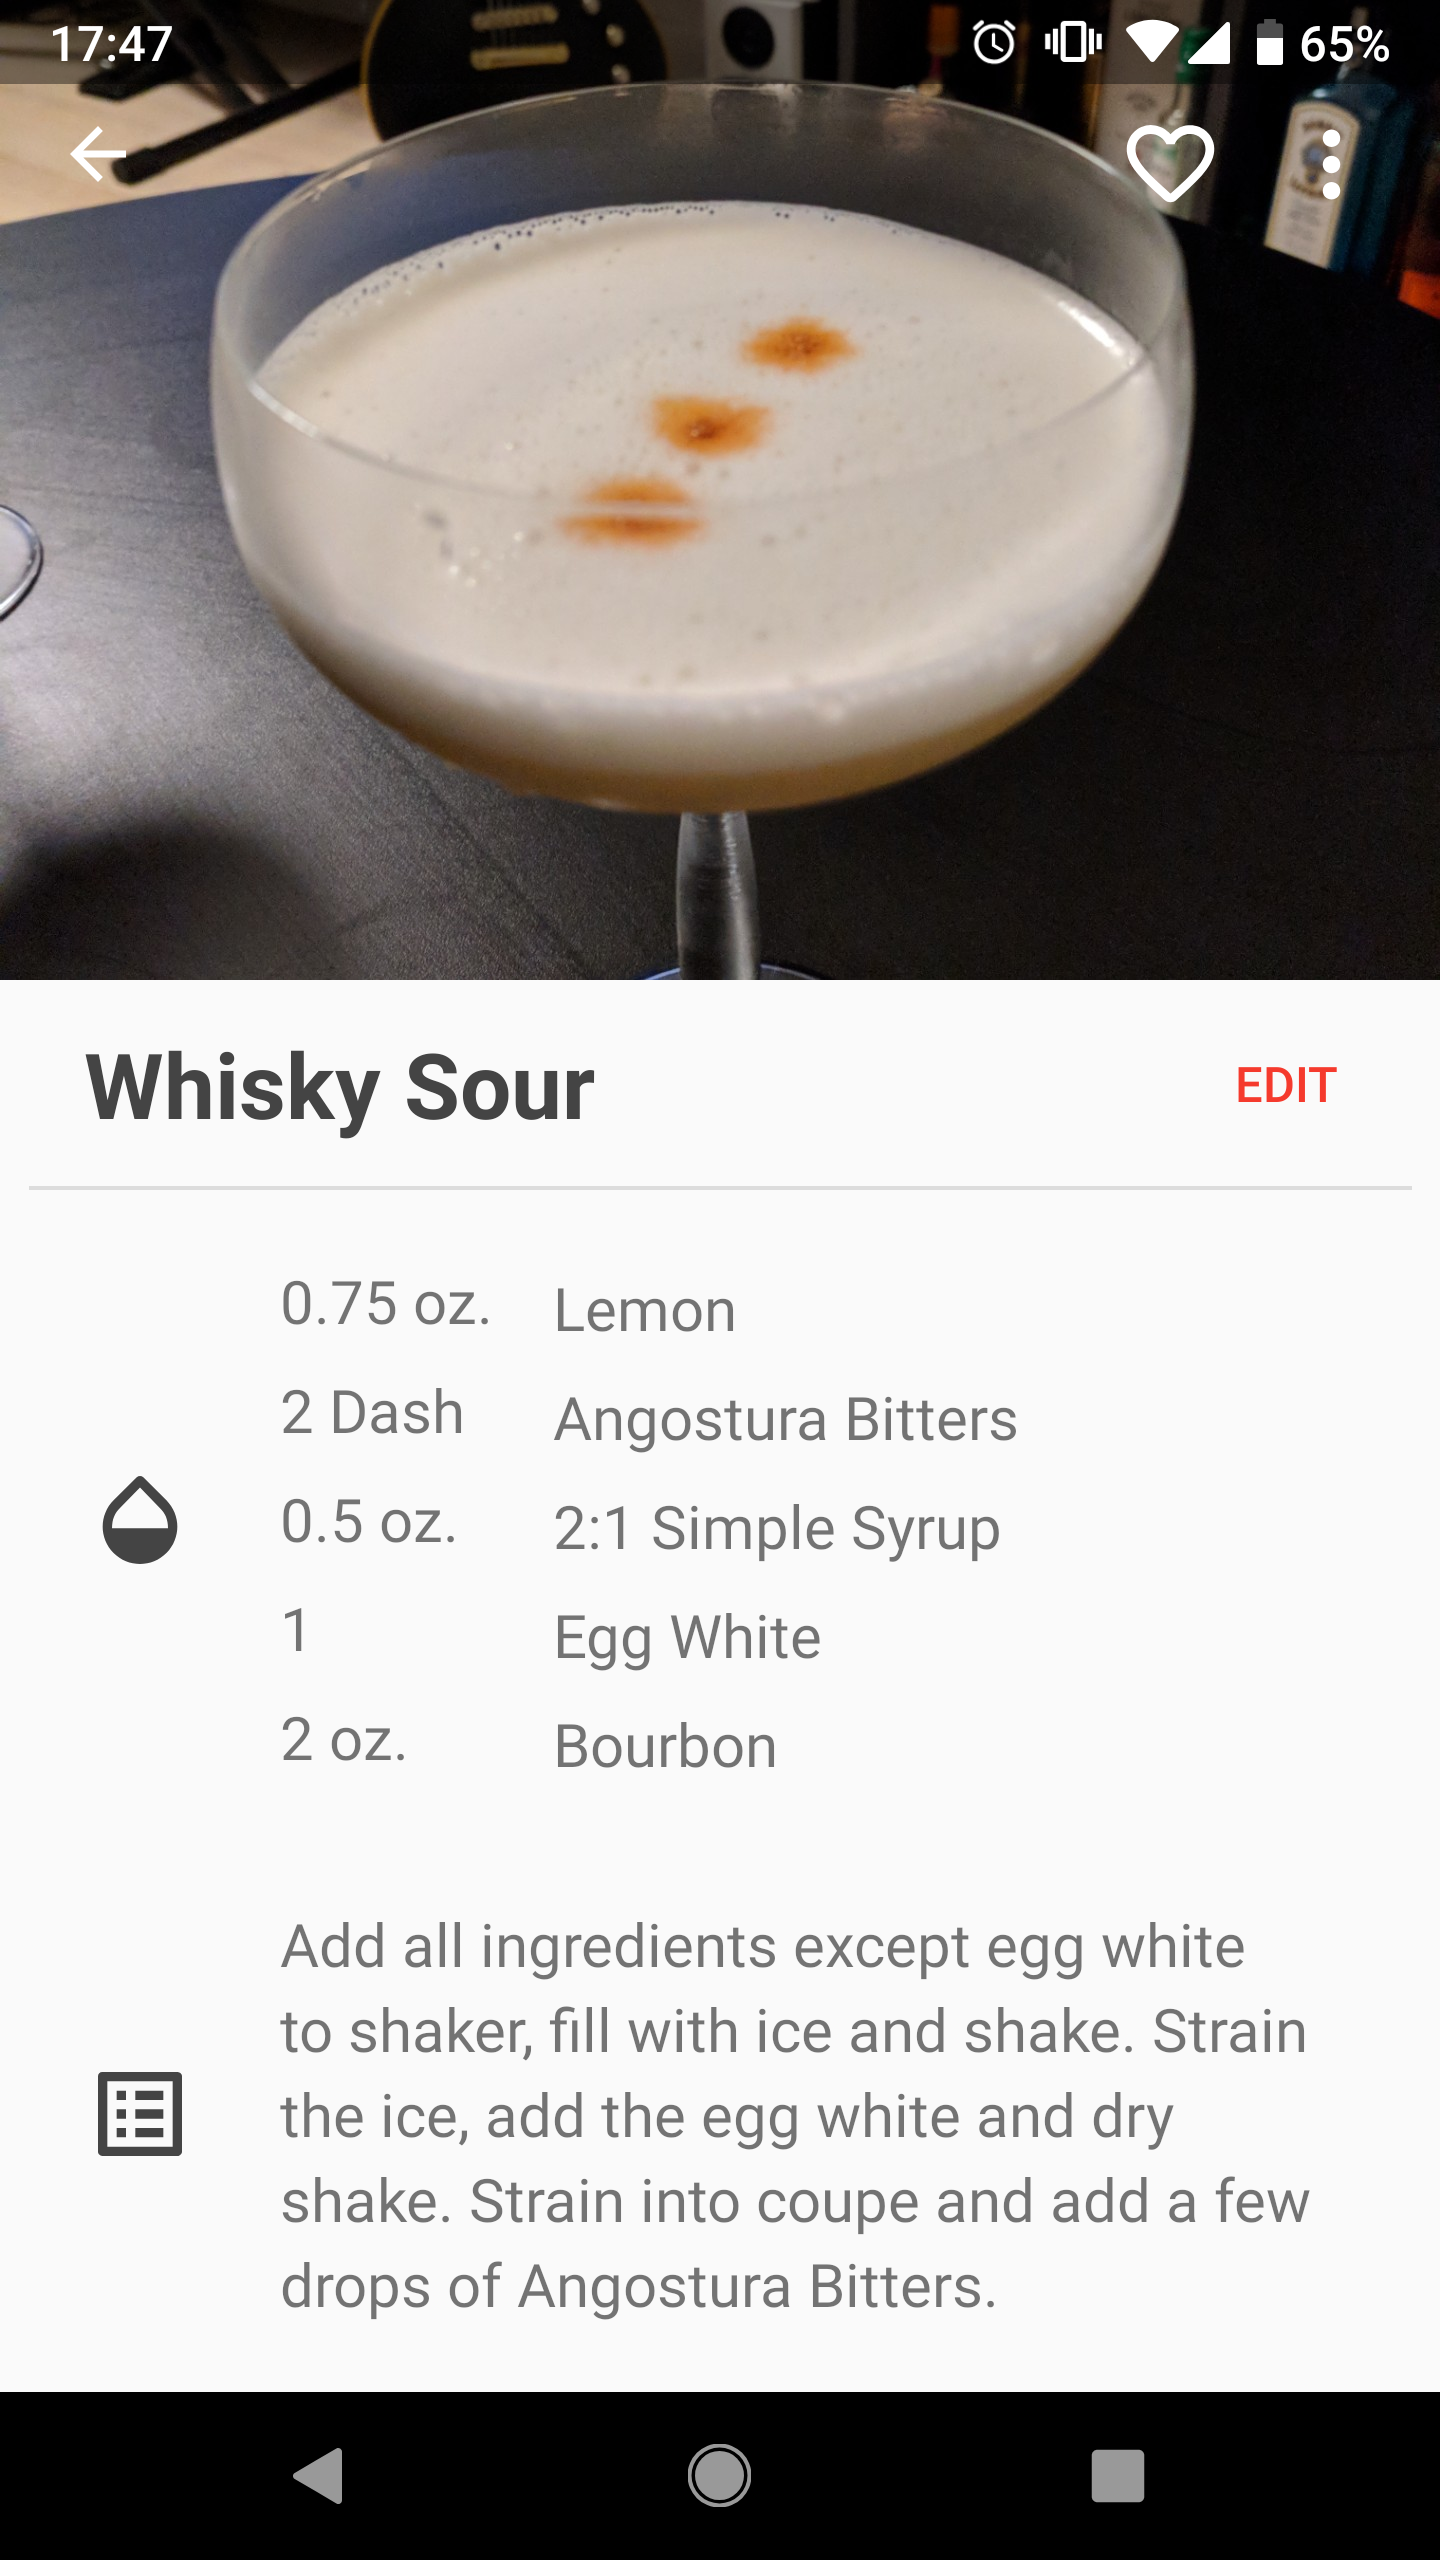 17:47 65%
Whisky Sour EDIT
0.75 oz. Lemon
2 Dash Angostura Bitters
0.5 oz. 2:1 Simple Syrup
1 Egg White
2 oz. Bourbon
Add all ingredients except egg white
to shaker, fill with ice and shake. Strain
the ice, add the egg white and dry
shake. Strain into coupe and add a few
drops of Angostura Bitters.